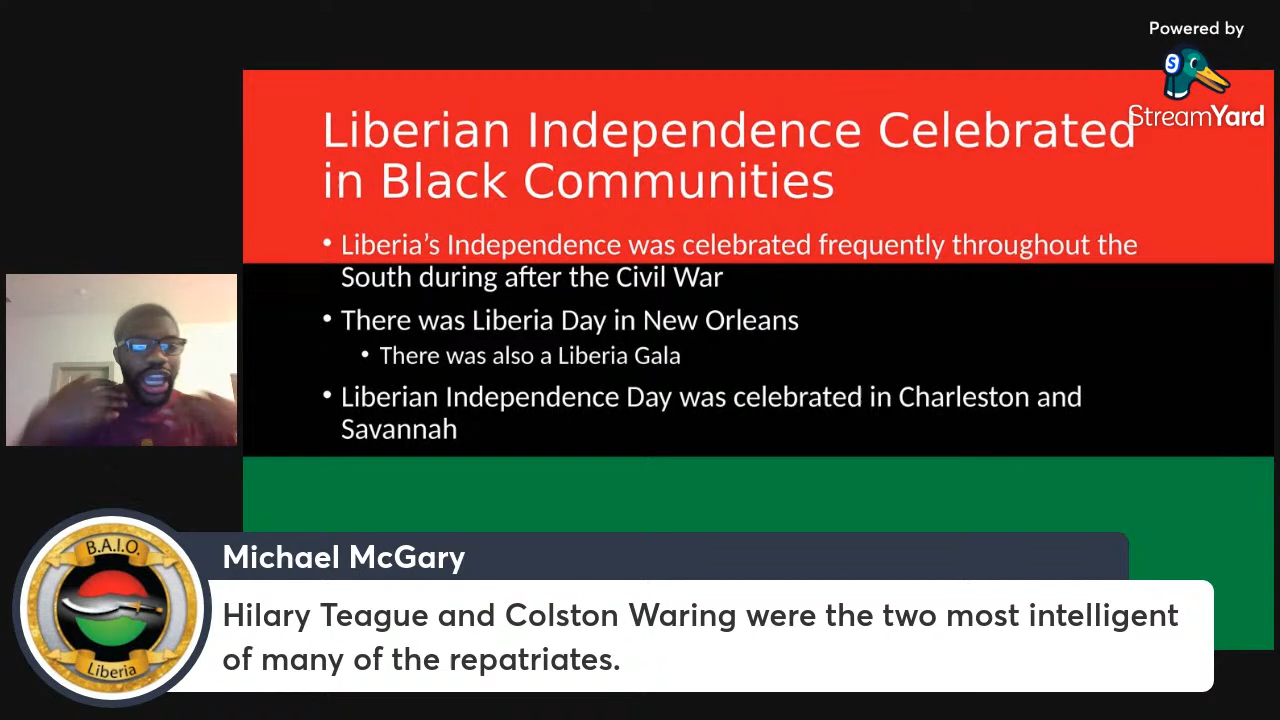 Powered by
S
StreamYard
Liberian Independence Celebrated
in Black Communities
• Liberia's Independence was celebrated frequently throughout the
South during after the Civil War
• There was Liberia Day in New Orleans
• There was also a Liberia Gala
• Liberian Independence Day was celebrated in Charleston and
Savannah
B.A.I.O.
Liberia
Michael McGary
Hilary Teague and Colston Waring were the two most intelligent
of many of the repatriates.